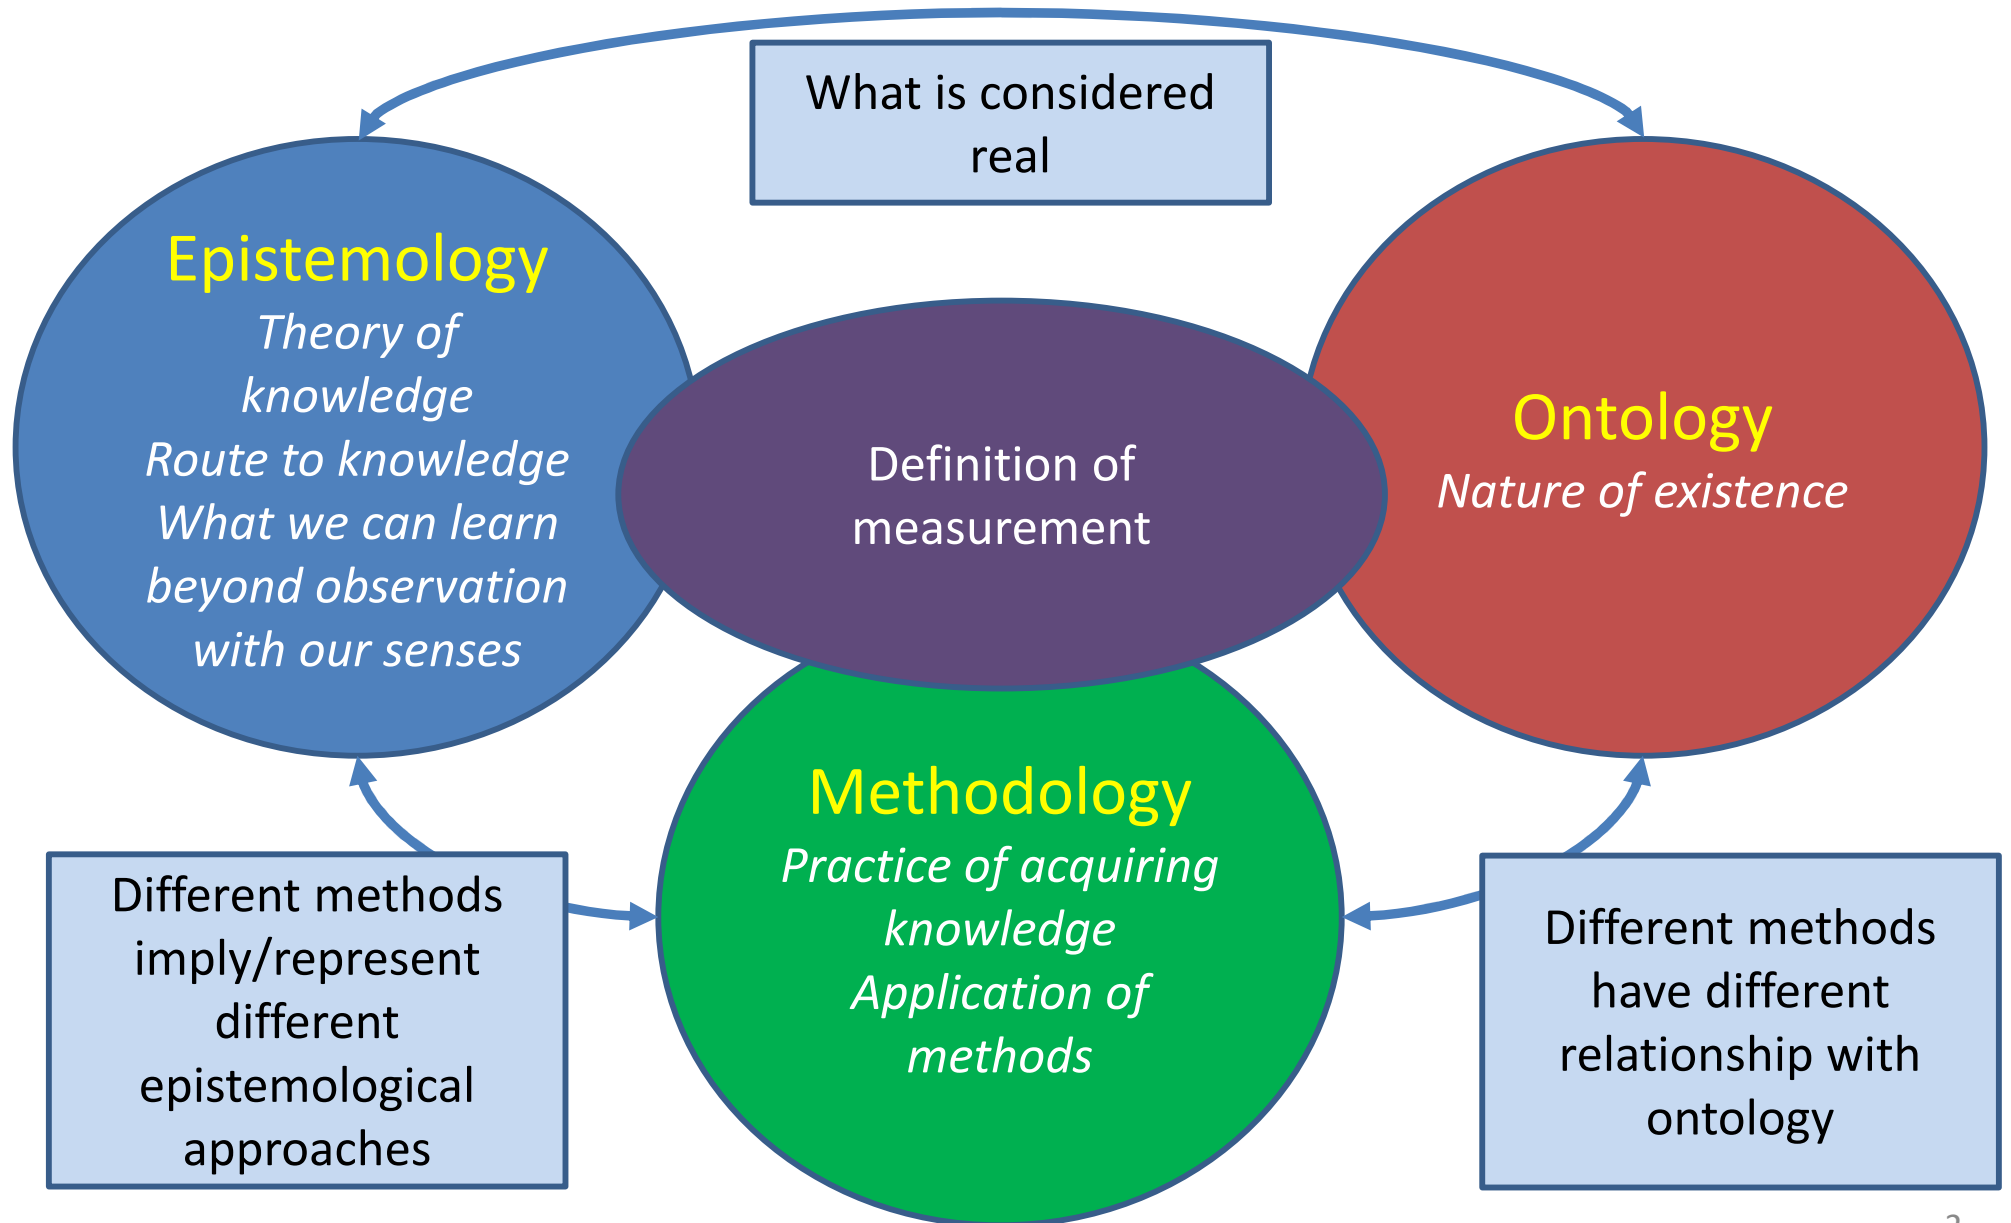 What is considered
real
Epistemology
Theory of
knowledge
Route to knowledge
What we can learn
beyond observation
with our senses
Definition of
measurement
Ontology
Nature of existence
Methodology
Practice of acquiring
knowledge
Application of
methods
Different methods
imply/represent
different
epistemological
approaches
Different methods
have different
relationship with
ontology